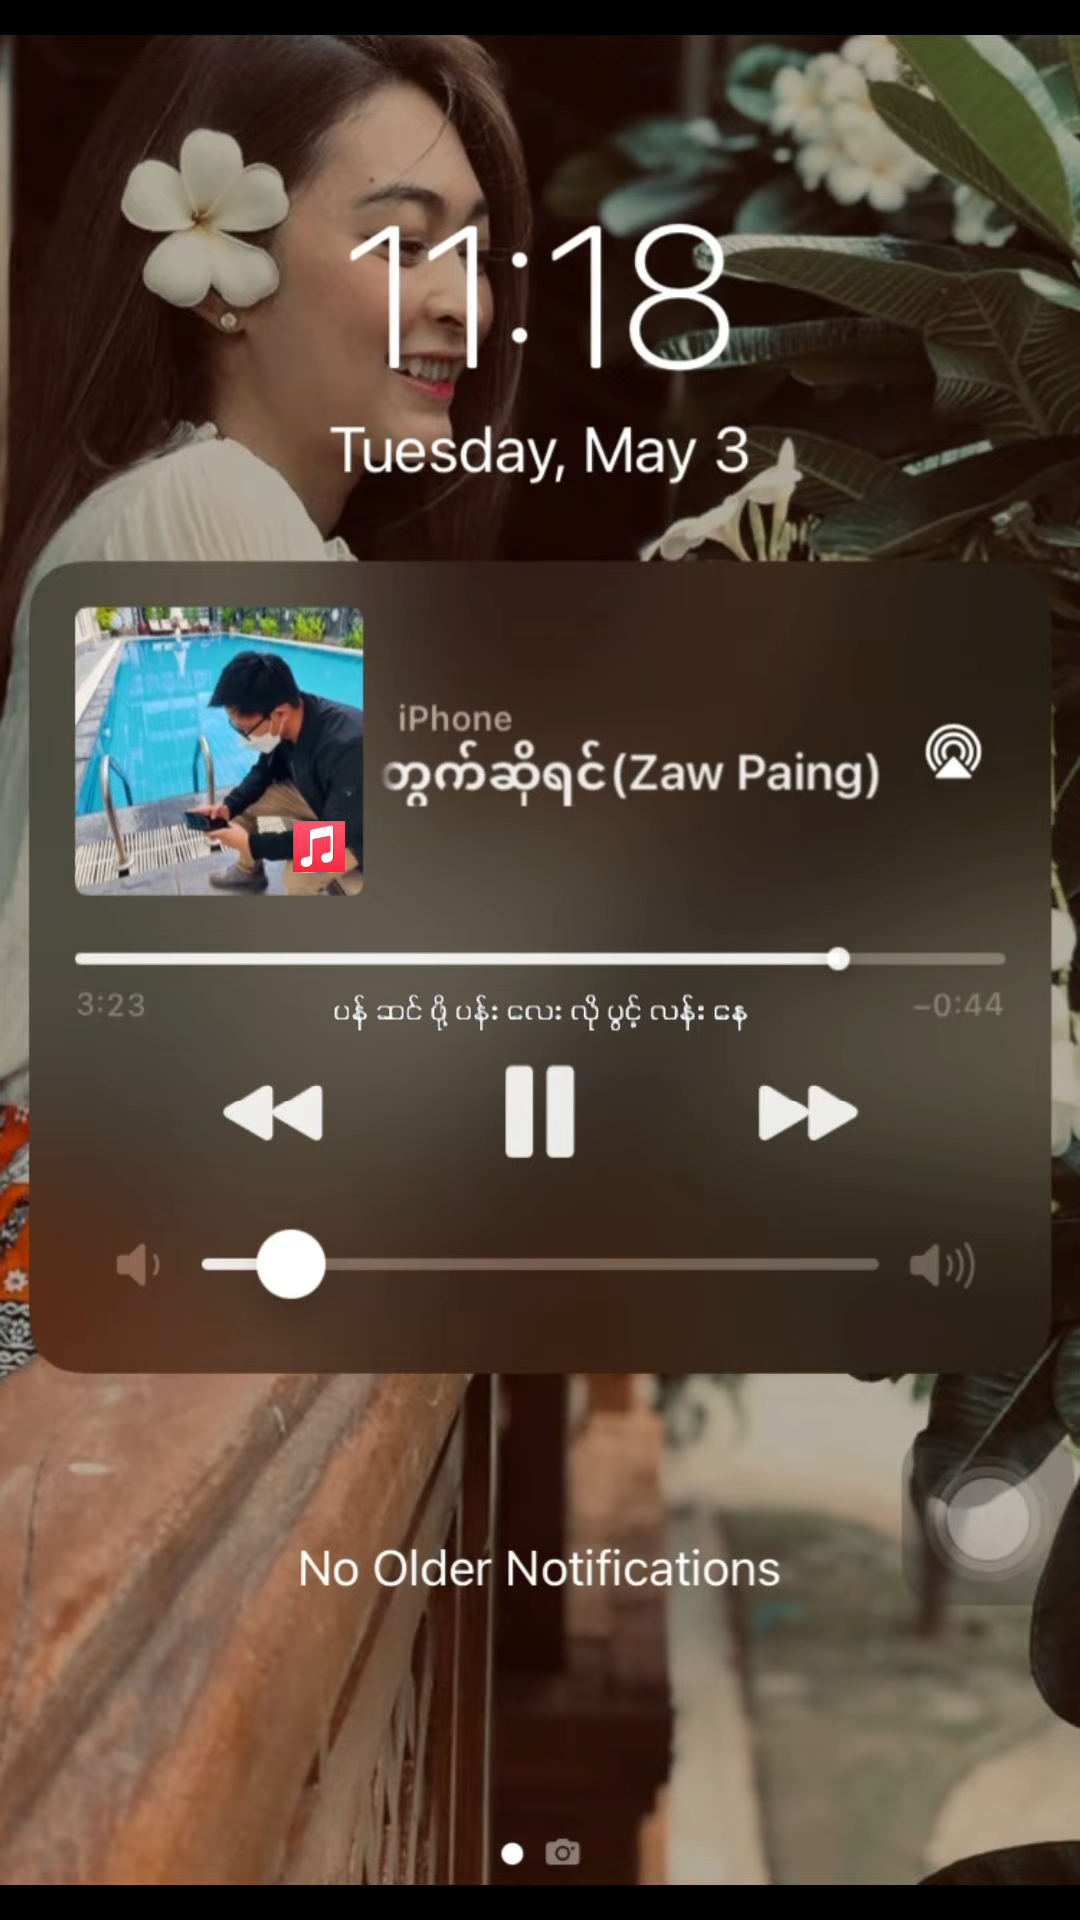 11:18
Tuesday, May 3
iPhone
တွက်ဆိုရင်(Zaw Paing)
3:23
ပန် ဆင် ဖို့ ပန်း လေး လို ပွင့် လန်း နေ
−0:44
No Older Notifications